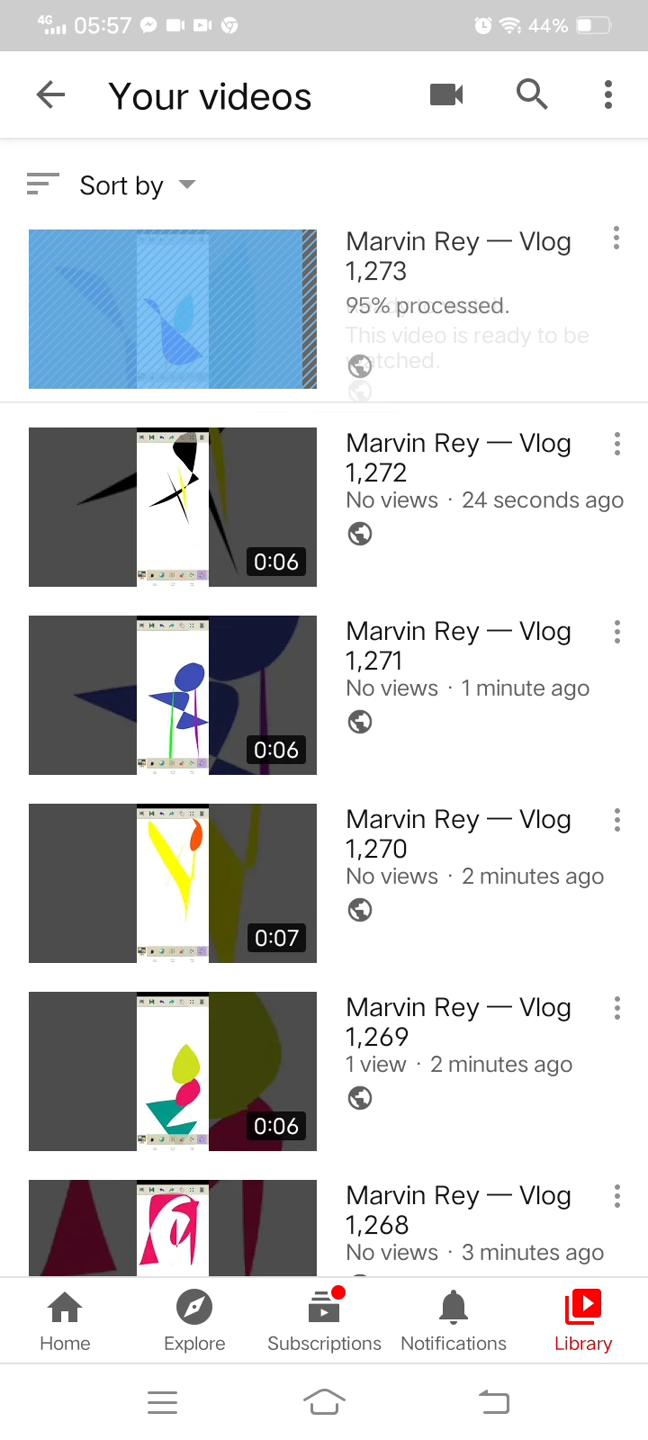 4G 05:57 44%
Your videos
Sort by
Marvin Rey — Vlog
1,273
95% processed.
This video is ready to be
watched.
Marvin Rey — Vlog
1,272
No views · 24 seconds ago
0:06
Marvin Rey — Vlog
1,271
No views · 1 minute ago
0:06
Marvin Rey — Vlog
1,270
No views · 2 minutes ago
0:07
Marvin Rey — Vlog
1,269
1 view · 2 minutes ago
0:06
Marvin Rey — Vlog
1,268
No views · 3 minutes ago
Home Explore Subscriptions Notifications Library